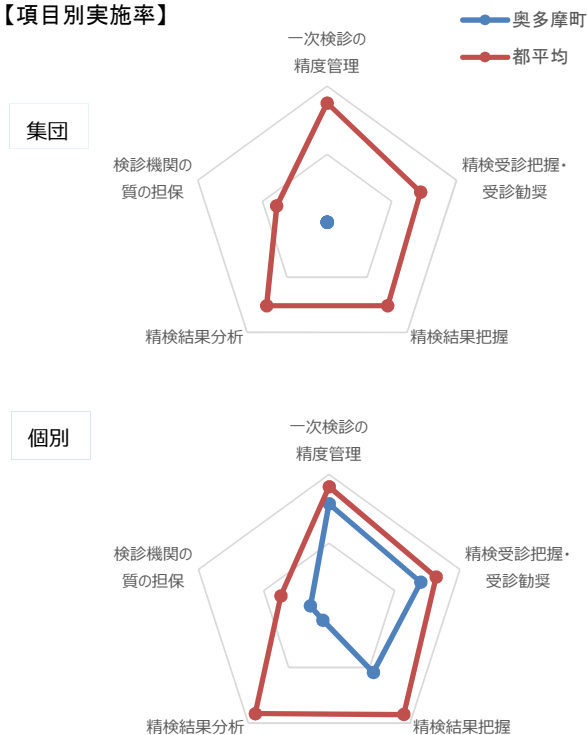 【項目別実施率】
奥多摩町
都平均
集団
一次検診の
精度管理
精検受診把握・
受診勧奨
精検結果把握
精検結果分析
検診機関の
質の担保
個別
一次検診の
精度管理
精検受診把握・
受診勧奨
精検結果把握
精検結果分析
検診機関の
質の担保